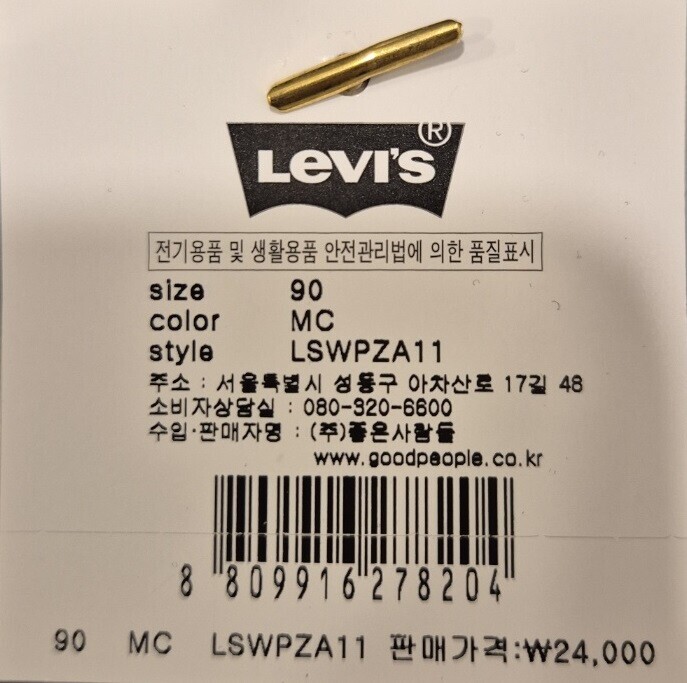 LEVI'S®
전기용품 및 생활용품 안전관리법에 의한 품질표시
size 90
color MC
style LSWPZA11
주소 : 서울특별시 성동구 아차산로 17길 48
소비자상담실 : 080-320-6600
수입·판매자명 : (주)좋은사람들
www.goodpeople.co.kr
8 809916 278204
90 MC LSWPZA11 판매가격:₩24,000